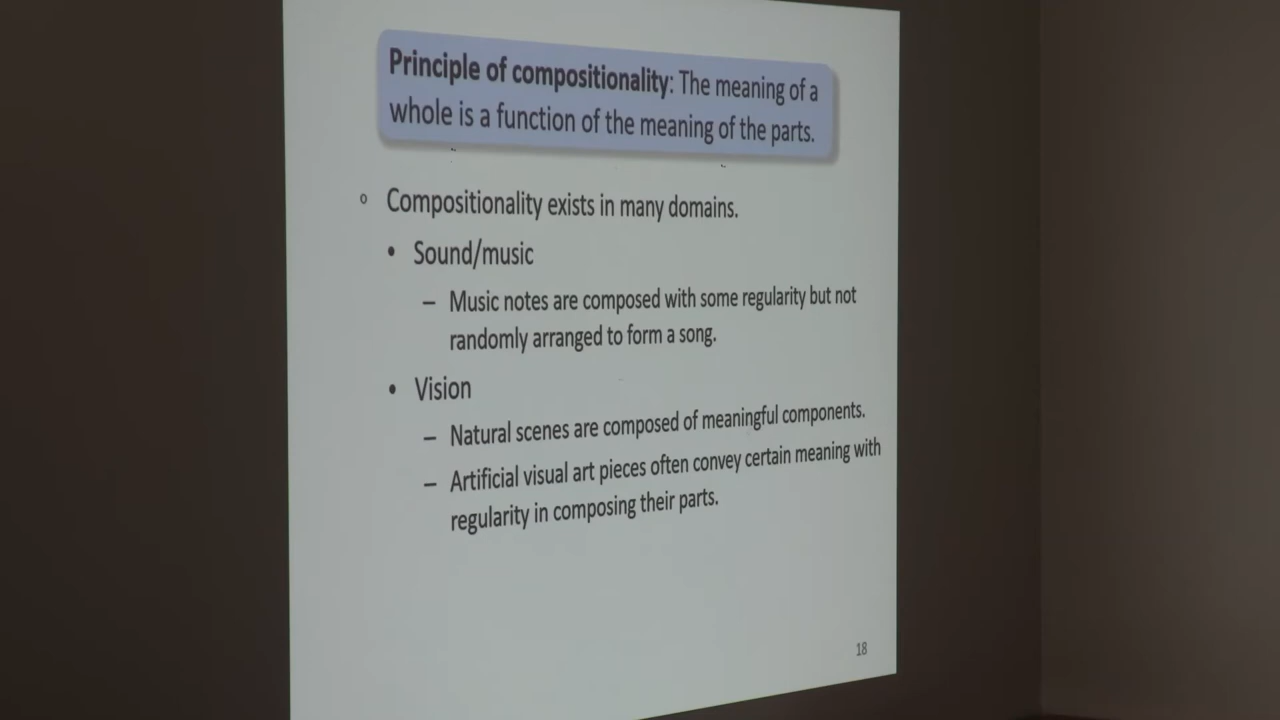 Principle of compositionality: The meaning of a
whole is a function of the meaning of the parts.
Compositionality exists in many domains.
• Sound/music
– Music notes are composed with some regularity but not
randomly arranged to form a song.
• Vision
– Natural scenes are composed of meaningful components.
– Artificial visual art pieces often convey certain meaning with
regularity in composing their parts.
18